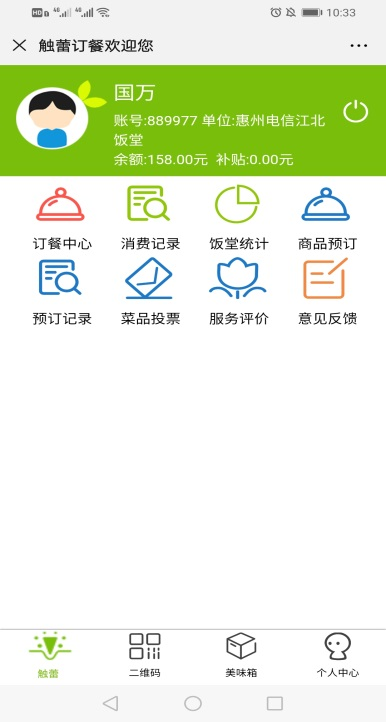 HD 4G 4G 10:33
触蕾订餐欢迎您
国万
账号:889977 单位:惠州电信江北
饭堂
余额:158.00元 补贴:0.00元
订餐中心 消费记录 饭堂统计 商品预订
预订记录 菜品投票 服务评价 意见反馈
触蕾 二维码 美味箱 个人中心